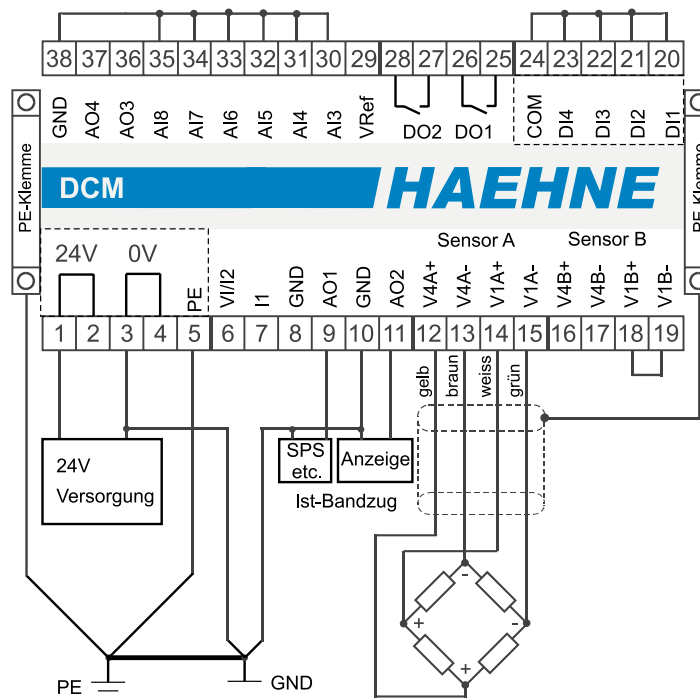 38 37 36 35 34 33 32 31 30 29 28 27 26 25 24 23 22 21 20
GND AO4 AO3 AI8 AI7 AI6 AI5 AI4 AI3 VRef DO2 DO1 COM DI4 DI3 DI2 DI1
PE-Klemme
PE-Klemme
DCM HAEHNE
Sensor A Sensor B
24V 0V
PE VI/I2 I1 GND AO1 GND AO2 V4A+ V4A- V1A+ V1A- V4B+ V4B- V1B+ V1B-
1 2 3 4 5 6 7 8 9 10 11 12 13 14 15 16 17 18 19
gelb braun weiss grün
24V
Versorgung
SPS
etc.
Anzeige
Ist-Bandzug
-
+ -
+
PE GND